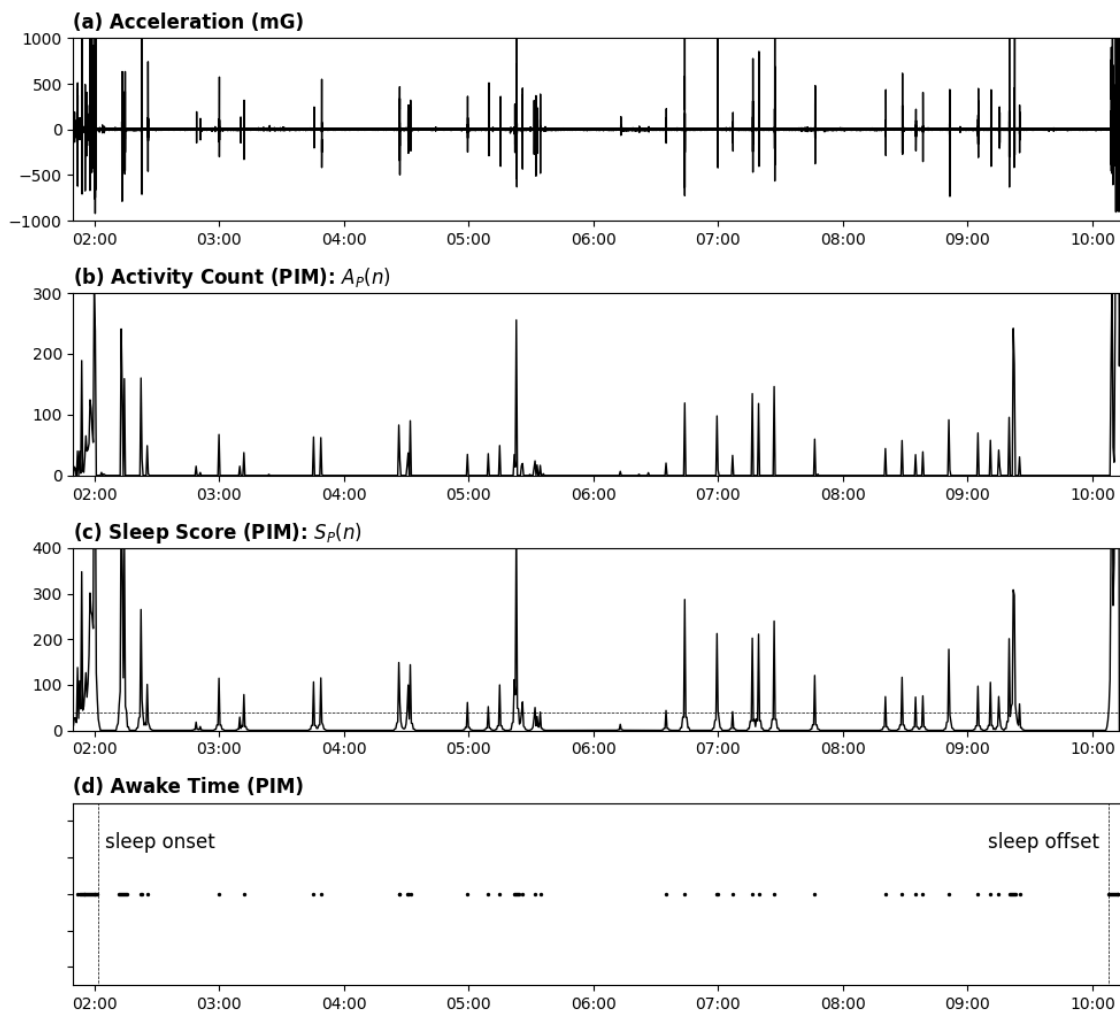 (a) Acceleration (mG)
1000
500
0
−500
−1000
02:00 03:00 04:00 05:00 06:00 07:00 08:00 09:00 10:00
(b) Activity Count (PIM): A_P(n)
300
200
100
0
02:00 03:00 04:00 05:00 06:00 07:00 08:00 09:00 10:00
(c) Sleep Score (PIM): S_P(n)
400
300
200
100
0
02:00 03:00 04:00 05:00 06:00 07:00 08:00 09:00 10:00
(d) Awake Time (PIM)
sleep onset sleep offset
02:00 03:00 04:00 05:00 06:00 07:00 08:00 09:00 10:00